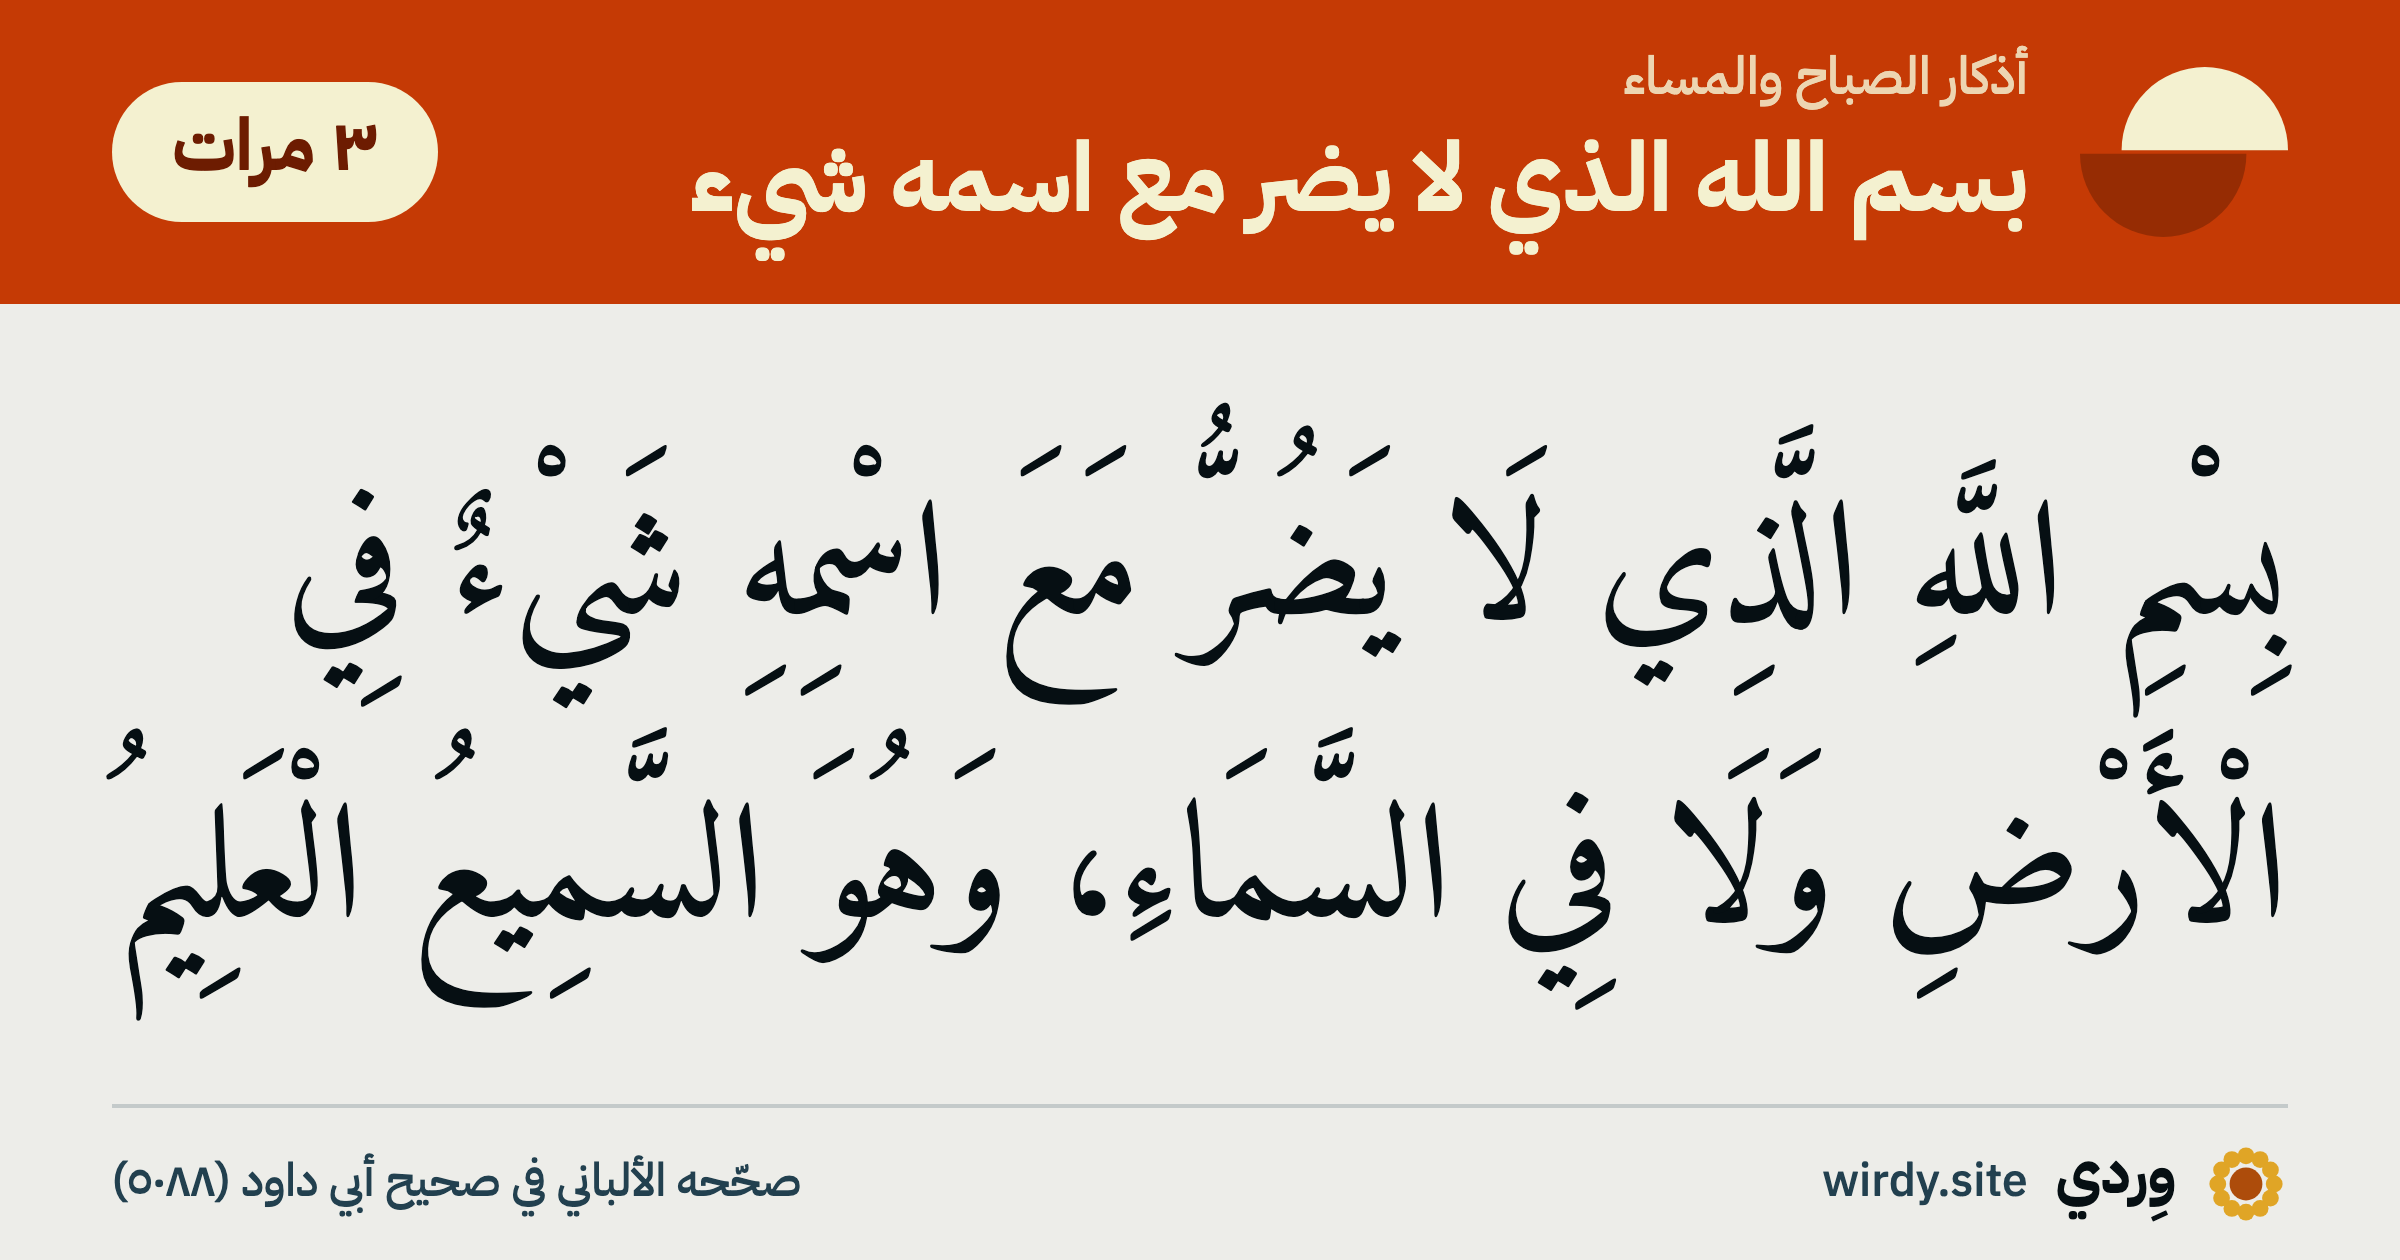 أذكار الصباح والمساء
بسم الله الذي لا يضر مع اسمه شيء
٣ مرات
بِسْمِ اللَّهِ الَّذِي لَا يَضُرُّ مَعَ اسْمِهِ شَيْءٌ فِي
الْأَرْضِ وَلَا فِي السَّمَاءِ، وَهُوَ السَّمِيعُ الْعَلِيمُ
وِردي wirdy.site
صحّحه الألباني في صحيح أبي داود (٥٠٨٨)